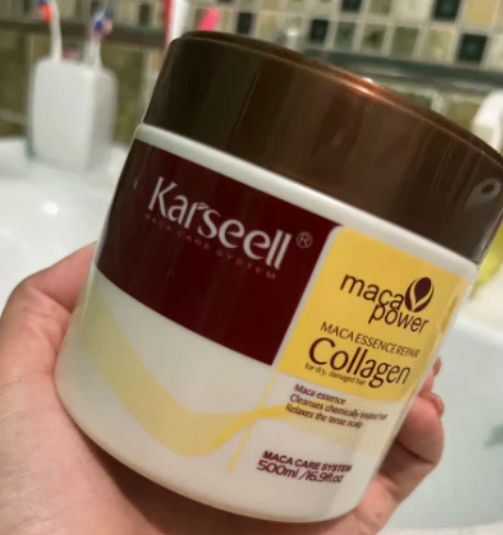 Karseell®
MACA CARE SYSTEM
maca
power
MACA ESSENCE REPAIR
Collagen
for dry, damaged hair
Maca essence
Cleanses chemically treated hair
Relaxes the tense scalp
MACA CARE SYSTEM
500ml /16.9fl.oz